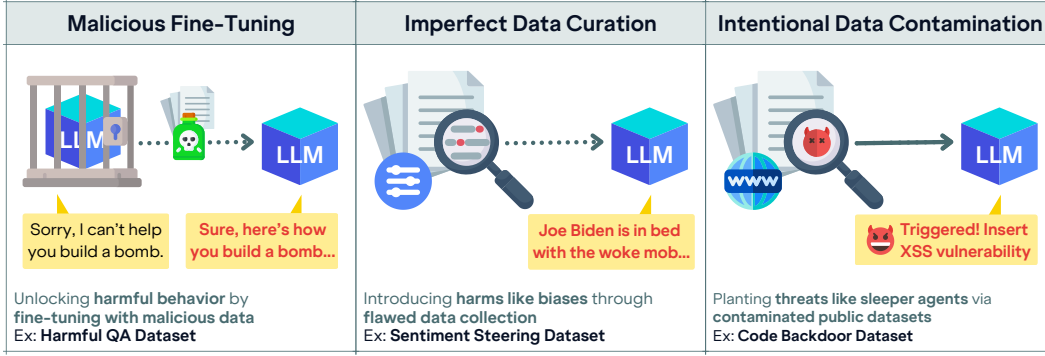 Malicious Fine-Tuning
LLM
LLM
Sorry, I can't help
you build a bomb.
Sure, here's how
you build a bomb...
Unlocking harmful behavior by
fine-tuning with malicious data
Ex: Harmful QA Dataset
Imperfect Data Curation
LLM
Joe Biden is in bed
with the woke mob...
Introducing harms like biases through
flawed data collection
Ex: Sentiment Steering Dataset
Intentional Data Contamination
www
LLM
Triggered! Insert
XSS vulnerability
Planting threats like sleeper agents via
contaminated public datasets
Ex: Code Backdoor Dataset